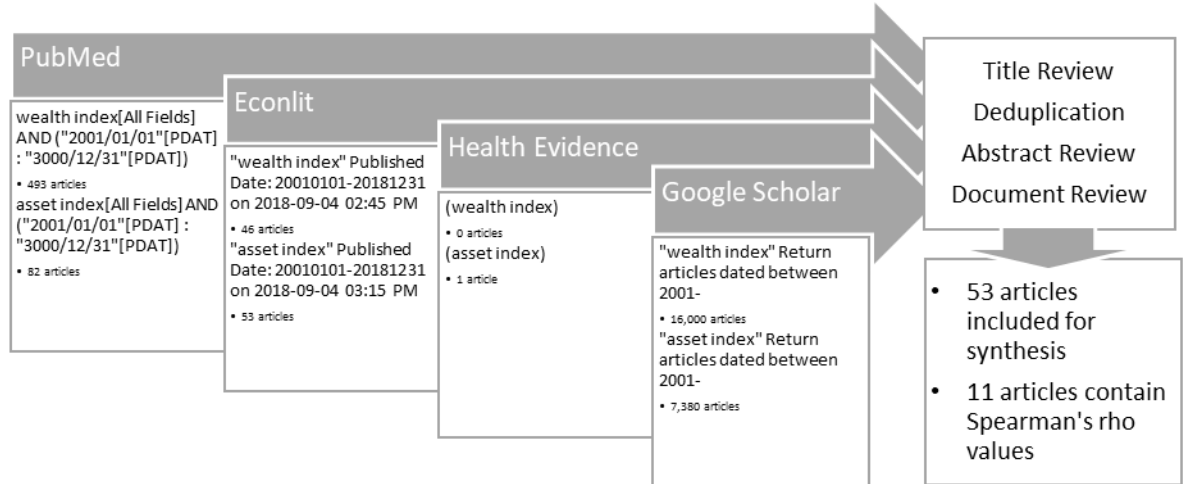 PubMed
wealth index[All Fields]
AND ("2001/01/01"[PDAT]
: "3000/12/31"[PDAT])
• 493 articles
asset index[All Fields] AND
("2001/01/01"[PDAT] :
"3000/12/31"[PDAT])
• 82 articles
Econlit
"wealth index" Published
Date: 20010101-20181231
on 2018-09-04 02:45 PM
• 46 articles
"asset index" Published
Date: 20010101-20181231
on 2018-09-04 03:15 PM
• 53 articles
Health Evidence
(wealth index)
• 0 articles
(asset index)
• 1 article
Google Scholar
"wealth index" Return
articles dated between
2001-
• 16,000 articles
"asset index" Return
articles dated between
2001-
• 7,380 articles
Title Review
Deduplication
Abstract Review
Document Review
• 53 articles
included for
synthesis
• 11 articles contain
Spearman's rho
values